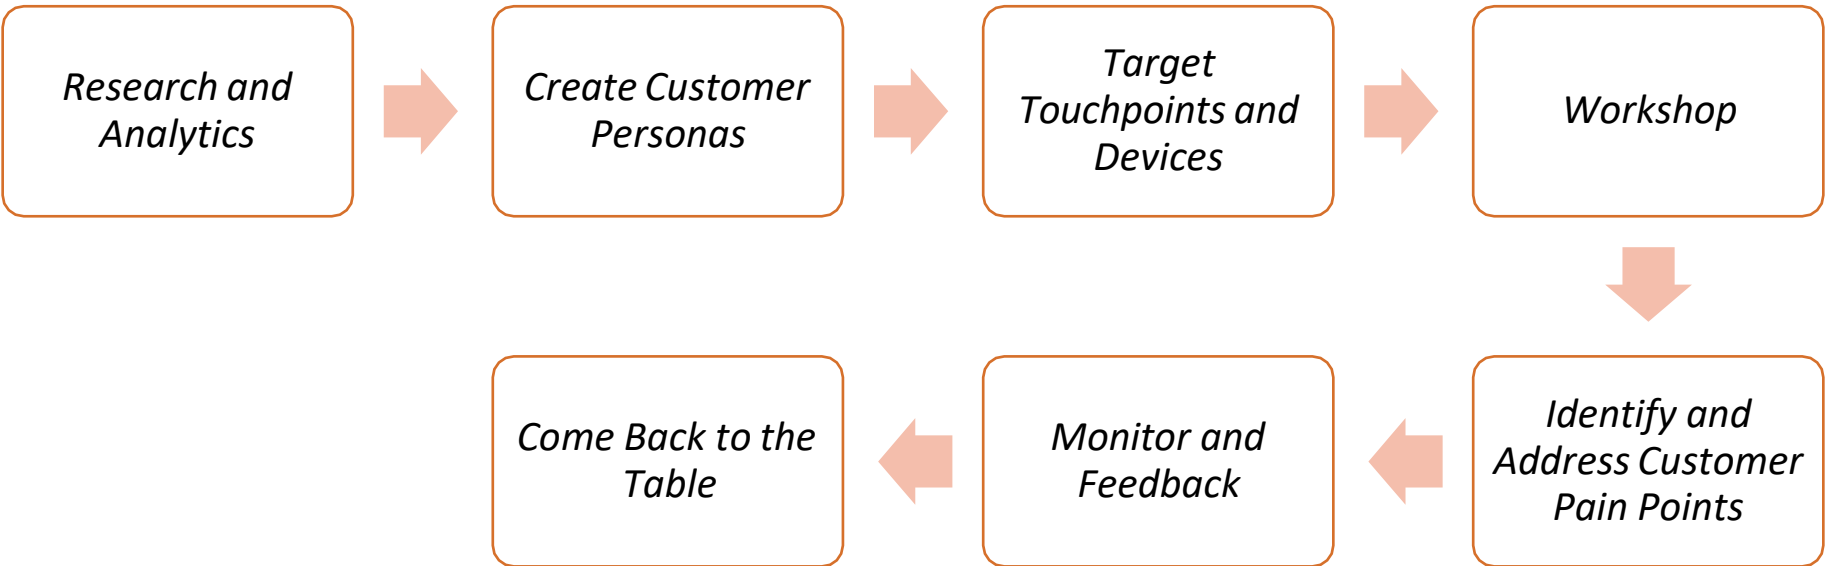 Research and
Analytics
Create Customer
Personas
Target
Touchpoints and
Devices
Workshop
Identify and
Address Customer
Pain Points
Monitor and
Feedback
Come Back to the
Table